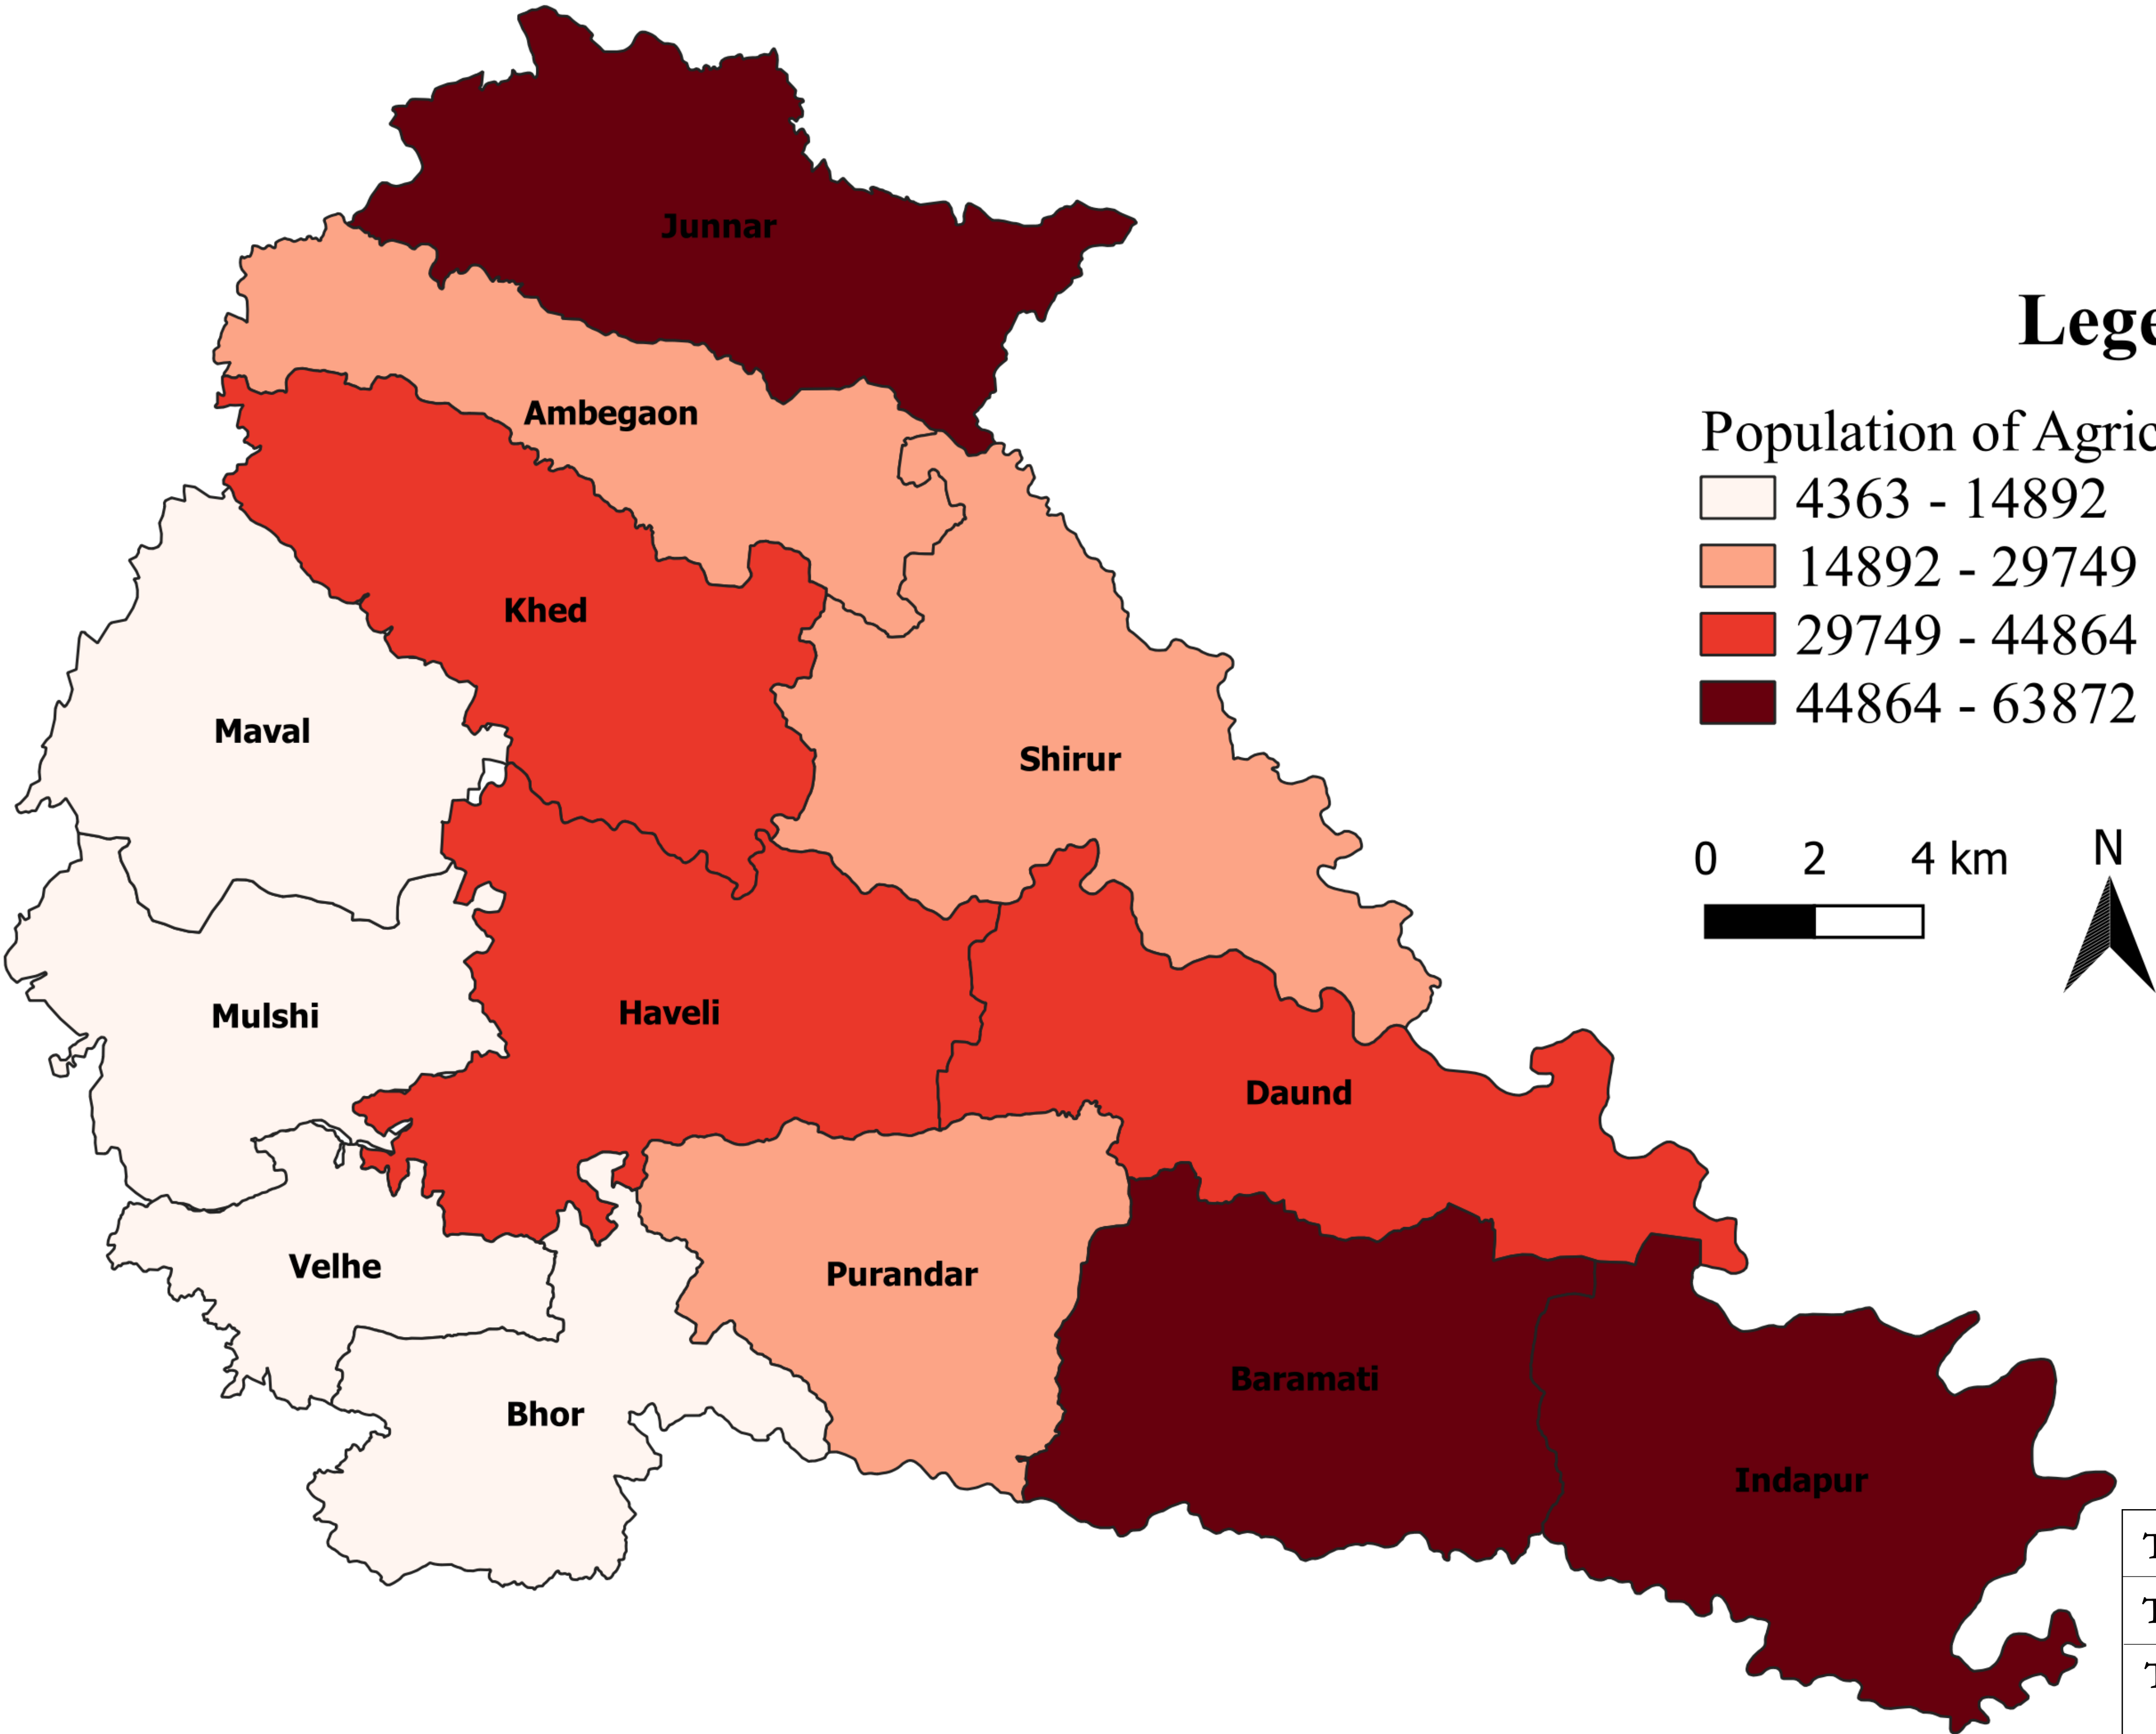 Junnar
Ambegaon
Khed
Maval
Shirur
Mulshi
Haveli
Daund
Velhe
Purandar
Bhor
Baramati
Indapur
Lege
Population of Agric
4363 - 14892
14892 - 29749
29749 - 44864
44864 - 63872
0 2 4 km
N
T
T
T